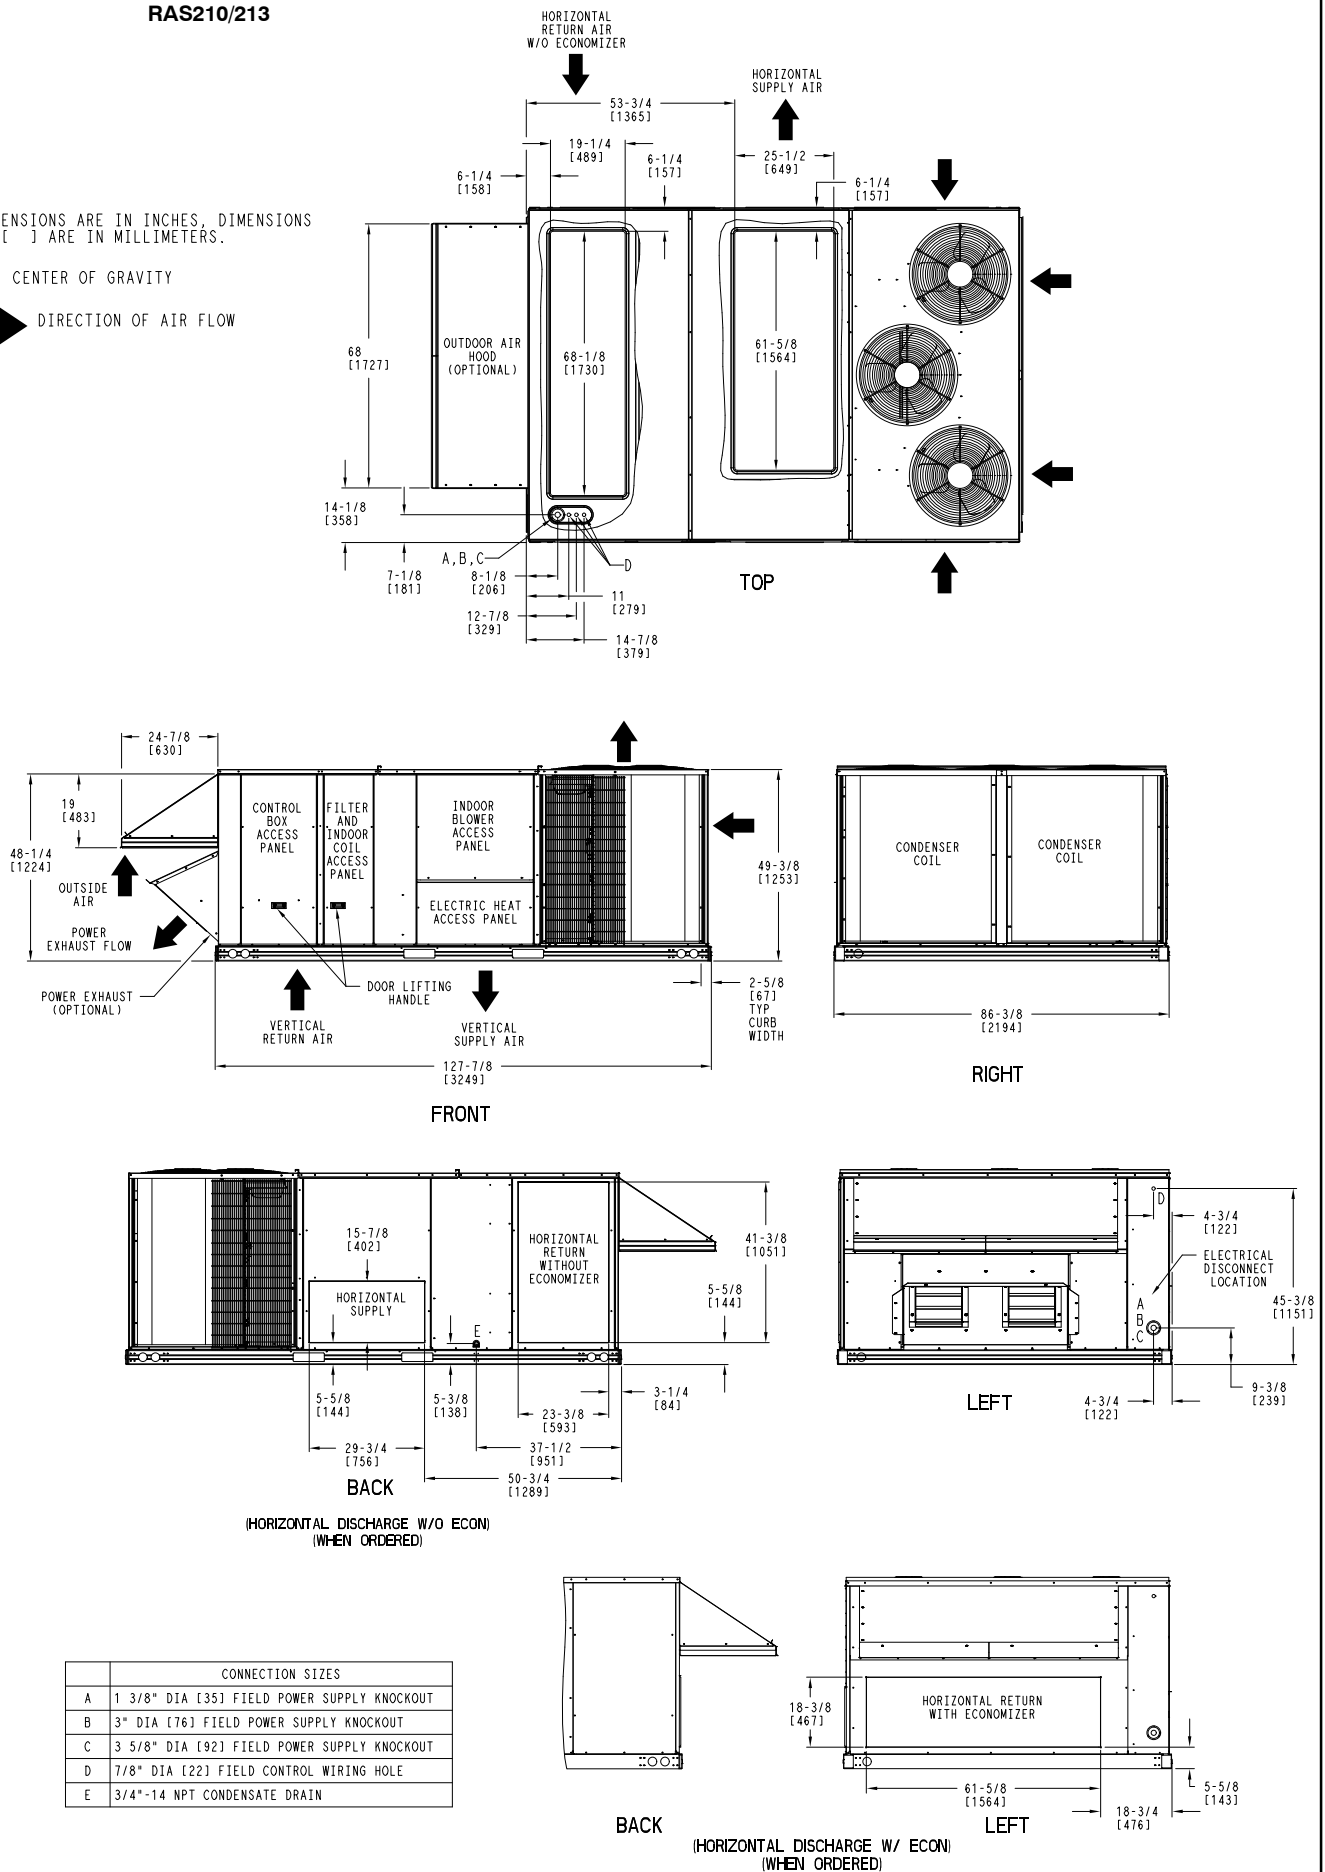 RAS210/213
HORIZONTAL
RETURN AIR
W/O ECONOMIZER
HORIZONTAL
SUPPLY AIR
53-3/4
[1365]
19-1/4
[489]
6-1/4
[157]
25-1/2
[649]
6-1/4
[158]
6-1/4
[157]
ENSIONS ARE IN INCHES, DIMENSIONS
[ ] ARE IN MILLIMETERS.
CENTER OF GRAVITY
DIRECTION OF AIR FLOW
68
[1727]
OUTDOOR AIR
HOOD
(OPTIONAL)
68-1/8
[1730]
61-5/8
[1564]
14-1/8
[358]
A,B,C
D
7-1/8
[181]
8-1/8
[206]
11
[279]
12-7/8
[329]
14-7/8
[379]
TOP
24-7/8
[630]
19
[483]
48-1/4
[1224]
OUTSIDE
AIR
POWER
EXHAUST FLOW
POWER EXHAUST
(OPTIONAL)
CONTROL
BOX
ACCESS
PANEL
FILTER
AND
INDOOR
COIL
ACCESS
PANEL
INDOOR
BLOWER
ACCESS
PANEL
ELECTRIC HEAT
ACCESS PANEL
DOOR LIFTING
HANDLE
VERTICAL
RETURN AIR
VERTICAL
SUPPLY AIR
49-3/8
[1253]
2-5/8
[67]
TYP
CURB
WIDTH
127-7/8
[3249]
FRONT
CONDENSER
COIL
CONDENSER
COIL
86-3/8
[2194]
RIGHT
15-7/8
[402]
HORIZONTAL
SUPPLY
E
HORIZONTAL
RETURN
WITHOUT
ECONOMIZER
41-3/8
[1051]
5-5/8
[144]
5-5/8
[144]
5-3/8
[138]
3-1/4
[84]
23-3/8
[593]
29-3/4
[756]
37-1/2
[951]
50-3/4
[1289]
BACK
(HORIZONTAL DISCHARGE W/O ECON)
(WHEN ORDERED)
D
4-3/4
[122]
ELECTRICAL
DISCONNECT
LOCATION
A
B
C
45-3/8
[1151]
9-3/8
[239]
4-3/4
[122]
LEFT
CONNECTION SIZES
A 1 3/8" DIA [35] FIELD POWER SUPPLY KNOCKOUT
B 3" DIA [76] FIELD POWER SUPPLY KNOCKOUT
C 3 5/8" DIA [92] FIELD POWER SUPPLY KNOCKOUT
D 7/8" DIA [22] FIELD CONTROL WIRING HOLE
E 3/4"-14 NPT CONDENSATE DRAIN
BACK
18-3/8
[467]
HORIZONTAL RETURN
WITH ECONOMIZER
61-5/8
[1564]
5-5/8
[143]
18-3/4
[476]
LEFT
(HORIZONTAL DISCHARGE W/ ECON)
(WHEN ORDERED)